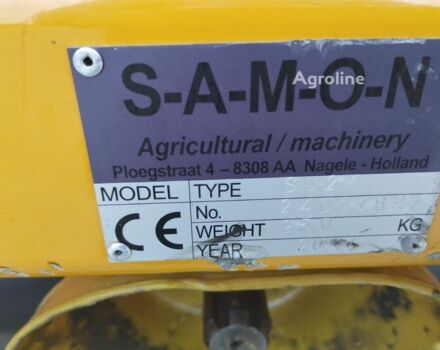 Agroline
S-A-M-O-N
Agricultural / machinery
Ploegstraat 4 – 8308 AA Nagele - Holland
MODEL TYPE
CE No.
WEIGHT KG
YEAR